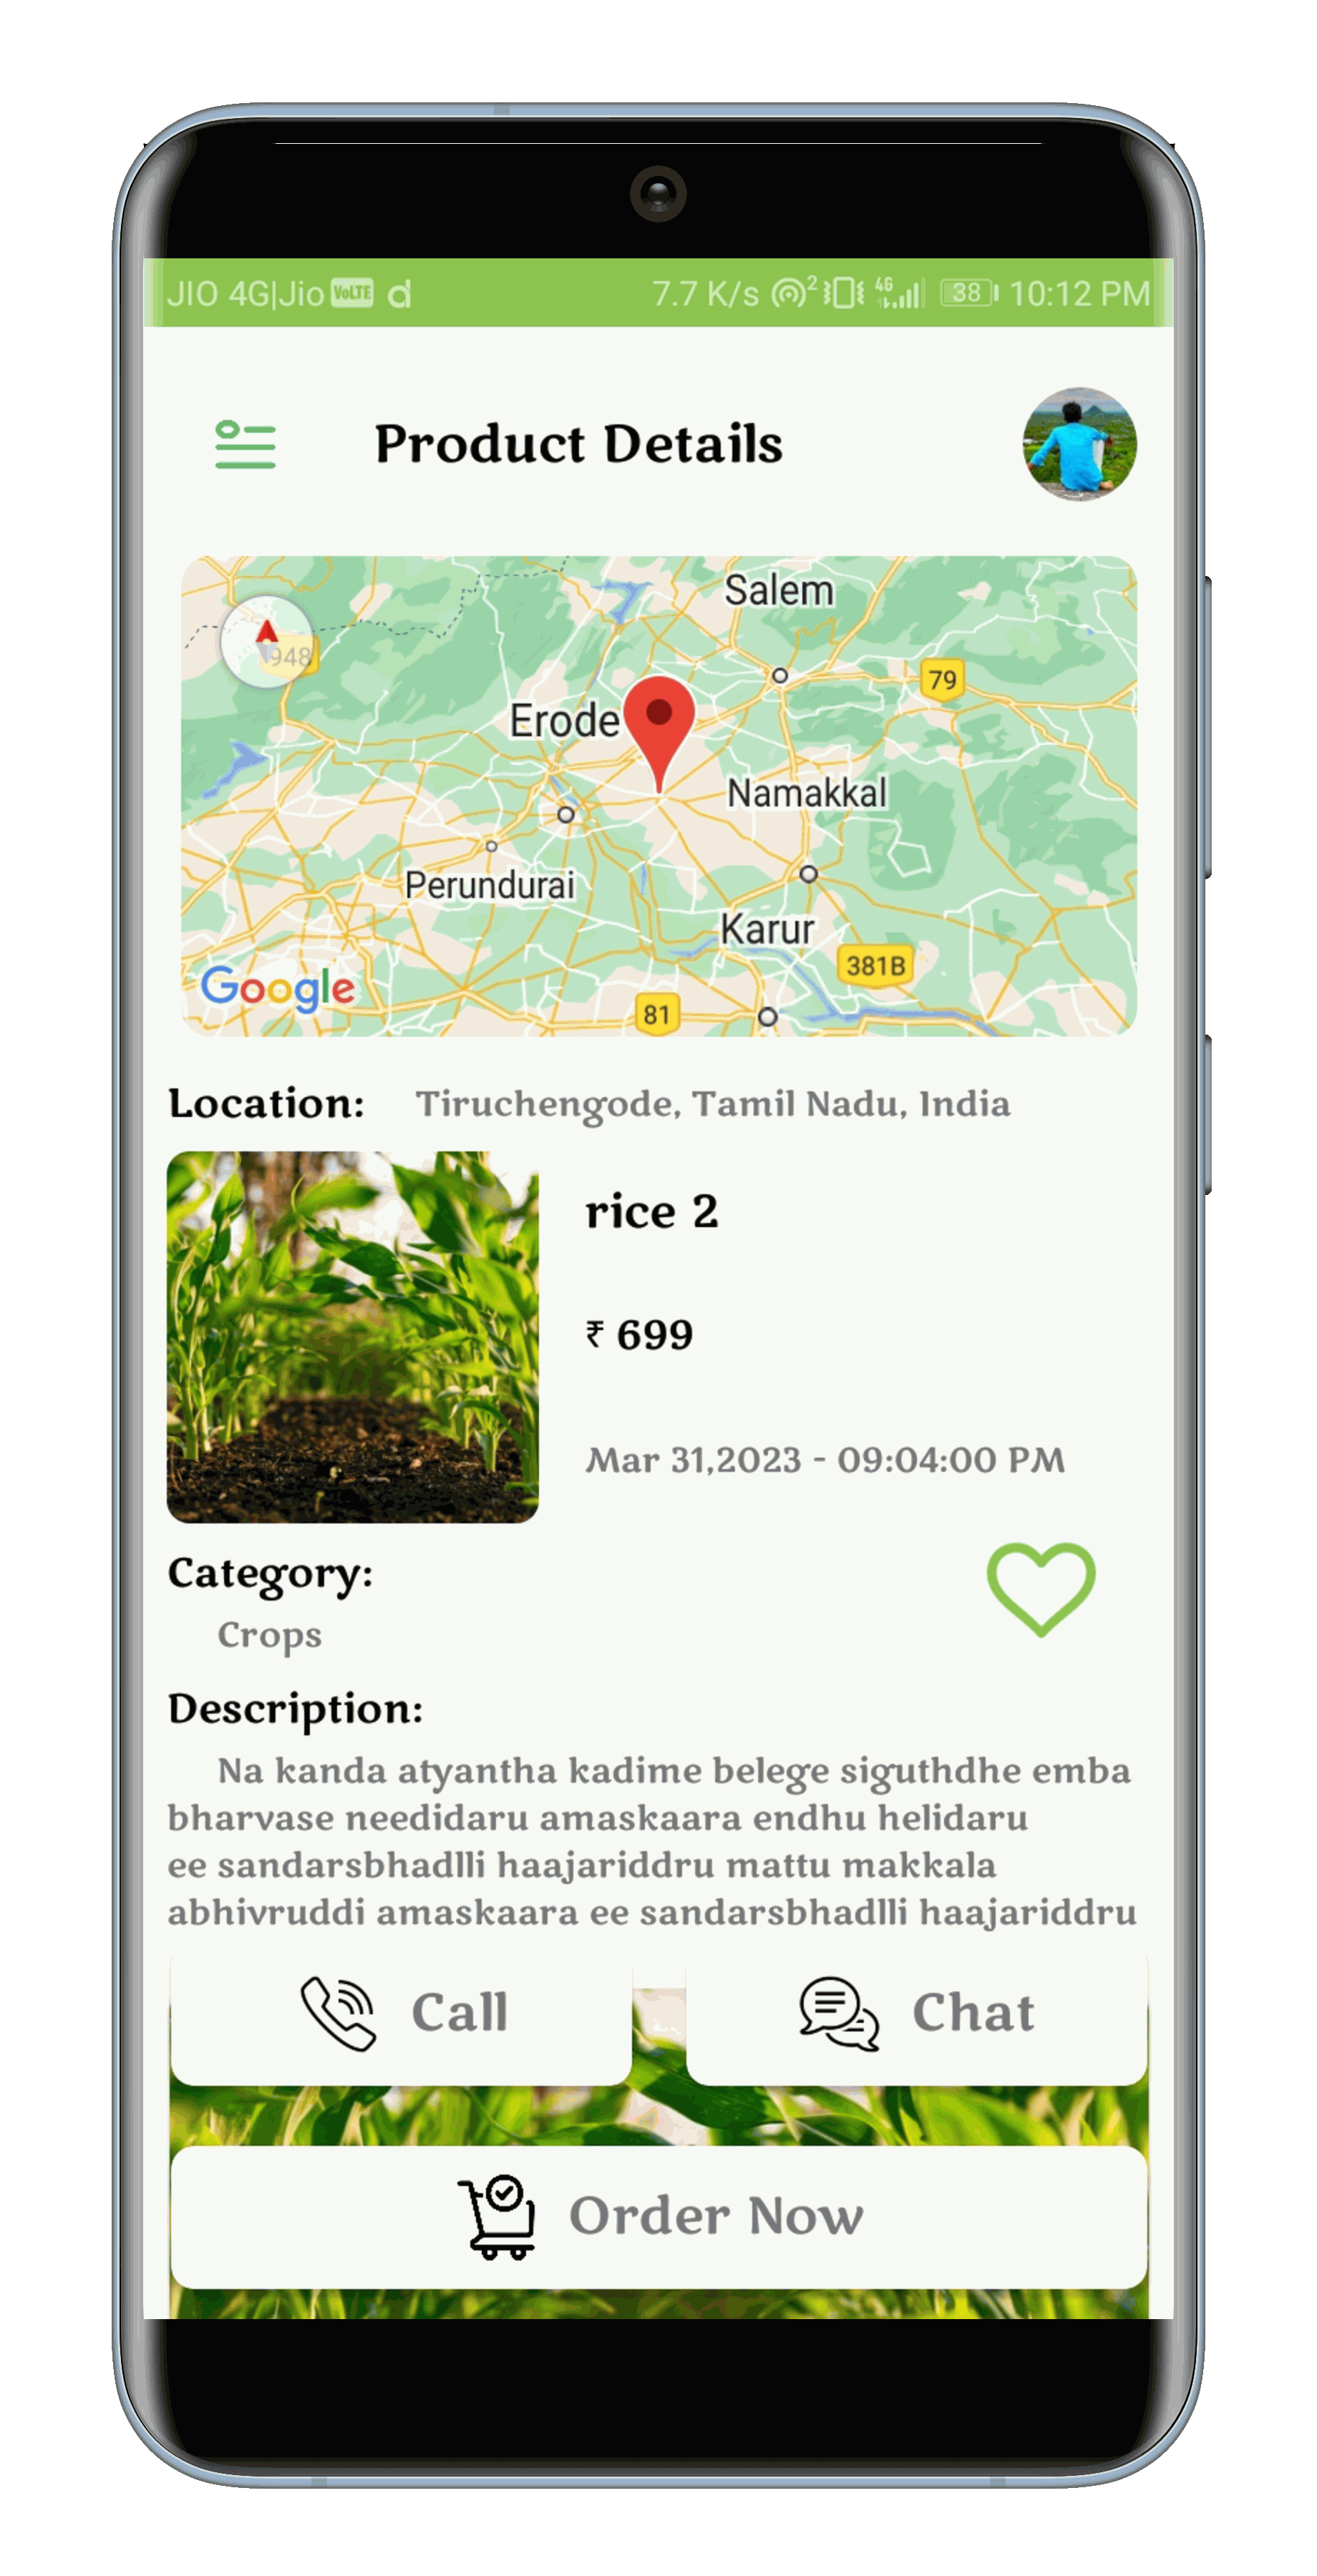 JIO 4G|Jio VoLTE d 7.7 K/s 2 4G 38 10:12 PM
Product Details
Salem
948
79
Erode
Namakkal
Perundurai
Karur
381B
Google
81
Location: Tiruchengode, Tamil Nadu, India
rice 2
₹ 699
Mar 31,2023 - 09:04:00 PM
Category:
Crops
Description:
Na kanda atyantha kadime belege siguthdhe emba
bharvase needidaru amaskaara endhu helidaru
ee sandarsbhadlli haajariddru mattu makkala
abhivruddi amaskaara ee sandarsbhadlli haajariddru
Call Chat
Order Now